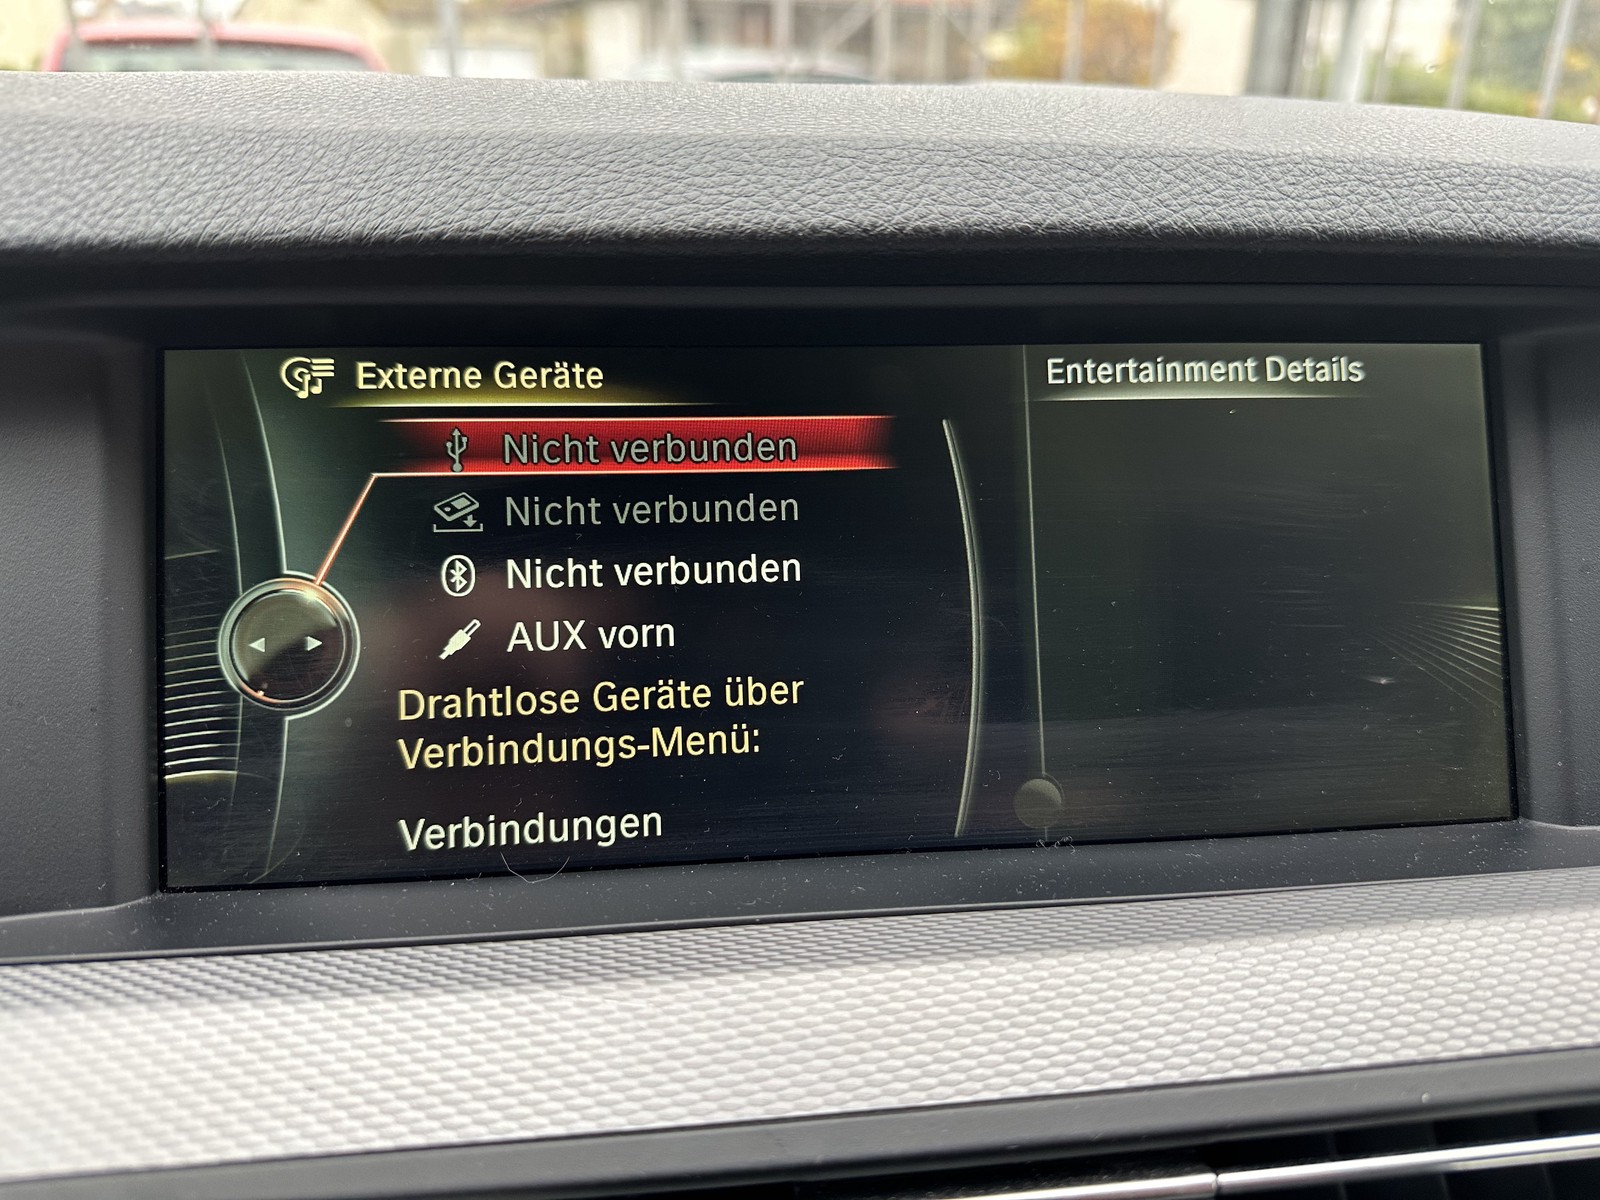 Externe Geräte
Entertainment Details
Nicht verbunden
Nicht verbunden
Nicht verbunden
AUX vorn
Drahtlose Geräte über
Verbindungs-Menü:
Verbindungen